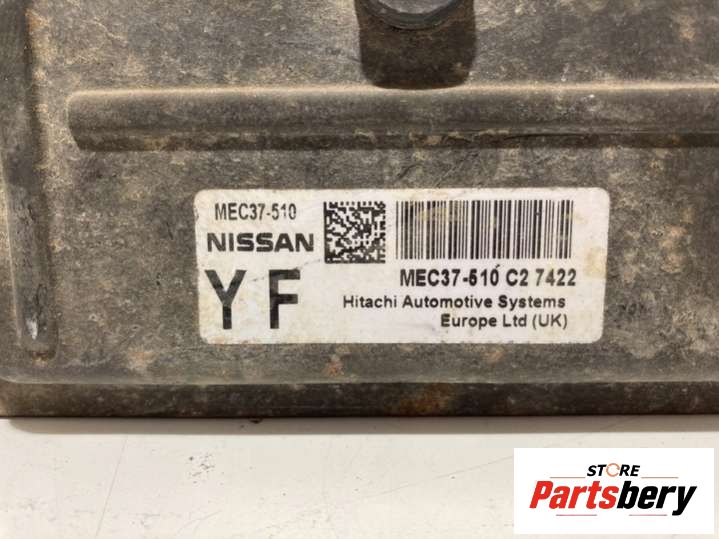 MEC37-510
NISSAN
YF
MEC37-510 C2 7422
Hitachi Automotive Systems
Europe Ltd (UK)
STORE
Partsbery